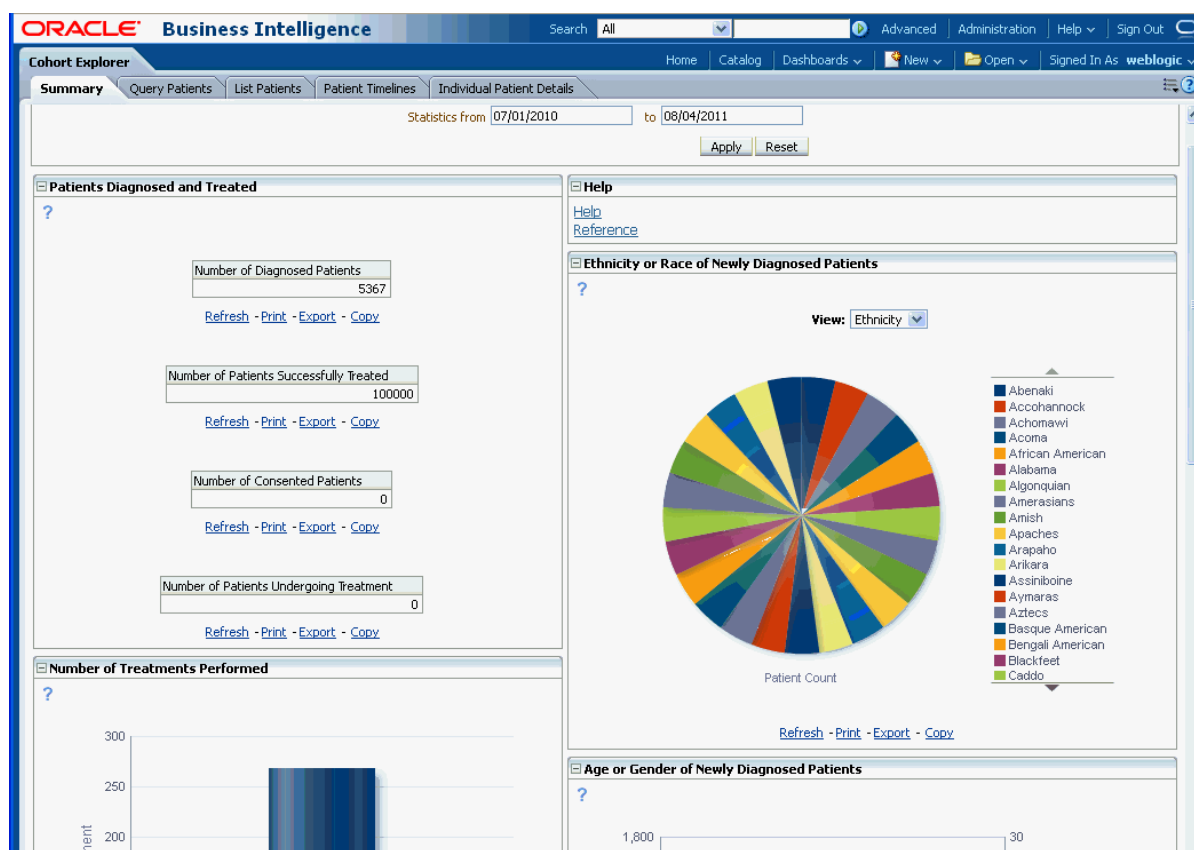 ORACLE Business Intelligence
Search All Advanced Administration Help Sign Out
Cohort Explorer
Home Catalog Dashboards New Open Signed In As weblogic
Summary Query Patients List Patients Patient Timelines Individual Patient Details
Statistics from 07/01/2010 to 08/04/2011
Apply Reset
Patients Diagnosed and Treated
?
Number of Diagnosed Patients
5367
Refresh - Print - Export - Copy
Number of Patients Successfully Treated
100000
Refresh - Print - Export - Copy
Number of Consented Patients
0
Refresh - Print - Export - Copy
Number of Patients Undergoing Treatment
0
Refresh - Print - Export - Copy
Number of Treatments Performed
?
300
250
200
Help
Help
Reference
Ethnicity or Race of Newly Diagnosed Patients
?
View: Ethnicity
Abenaki
Accohannock
Achomawi
Acoma
African American
Alabama
Algonquian
Amerasians
Amish
Apaches
Arapaho
Arikara
Assiniboine
Aymaras
Aztecs
Basque American
Bengali American
Blackfeet
Caddo
Patient Count
Refresh - Print - Export - Copy
Age or Gender of Newly Diagnosed Patients
?
1,800 30